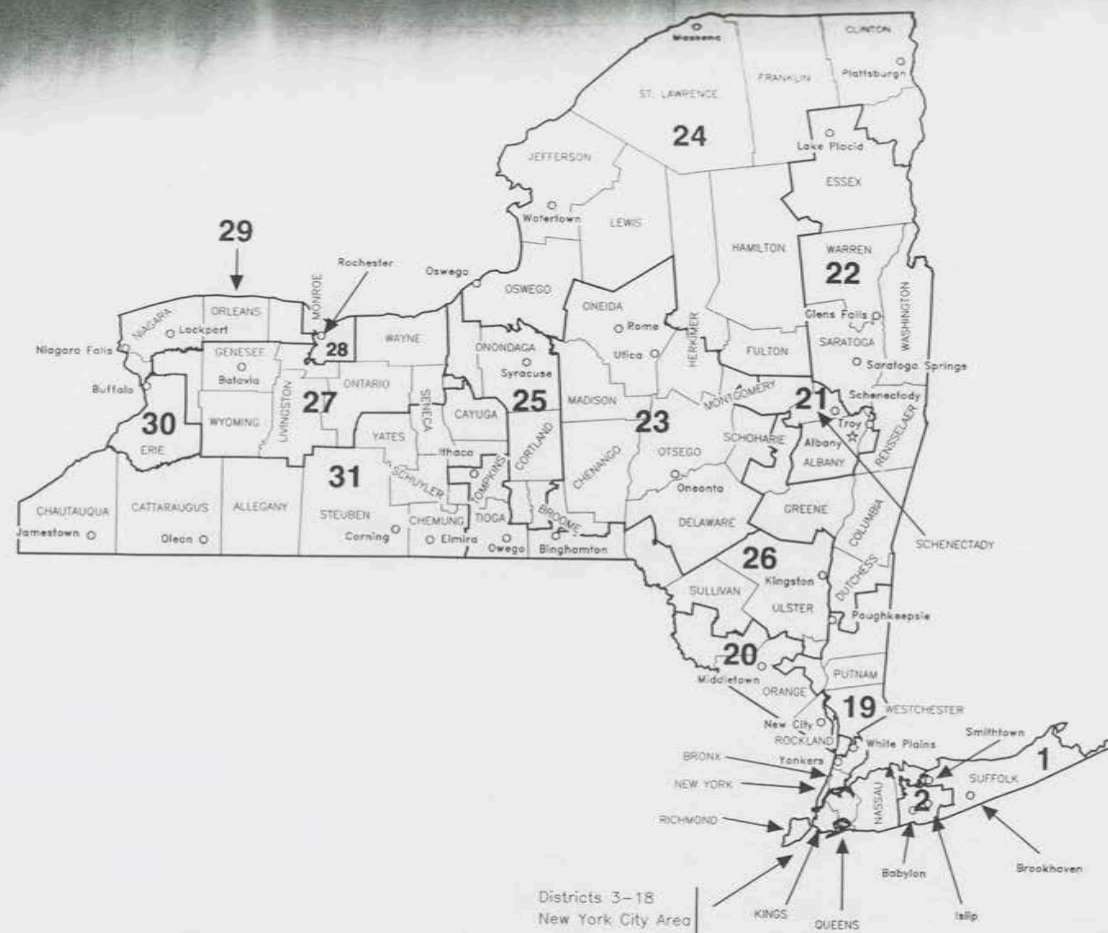 Massena
CLINTON
Plattsburgh
FRANKLIN
ST. LAWRENCE
24
Lake Placid
JEFFERSON
ESSEX
Watertown
LEWIS
HAMILTON
WARREN
22
29
Rochester
Oswego
OSWEGO
ONEIDA
Rome
Utica
HERKIMER
Glens Falls
WASHINGTON
SARATOGA
Saratoga Springs
FULTON
MONROE
ORLEANS
NIAGARA
Lockport
Niagara Falls
28
WAYNE
ONONDAGA
Syracuse
GENESEE
Batavia
Buffalo
27
ONTARIO
LIVINGSTON
WYOMING
SENECA
CAYUGA
25
MADISON
23
MONTGOMERY
21
Schenectady
Troy
RENSSELAER
Albany
ALBANY
SCHOHARIE
30
ERIE
YATES
Ithaca
TOMPKINS
CORTLAND
CHENANGO
OTSEGO
Oneonta
31
SCHUYLER
CHAUTAUQUA
CATTARAUGUS
ALLEGANY
STEUBEN
CHEMUNG
TIOGA
BROOME
DELAWARE
GREENE
COLUMBIA
SCHENECTADY
Jamestown
Olean
Corning
Elmira
Owego
Binghamton
26
Kingston
DUTCHESS
SULLIVAN
ULSTER
Poughkeepsie
20
Middletown
ORANGE
PUTNAM
19
WESTCHESTER
New City
ROCKLAND
White Plains
Smithtown
BRONX
Yonkers
1
NEW YORK
NASSAU
2
SUFFOLK
RICHMOND
Brookhaven
Babylon
Islip
Districts 3-18
New York City Area
KINGS
QUEENS